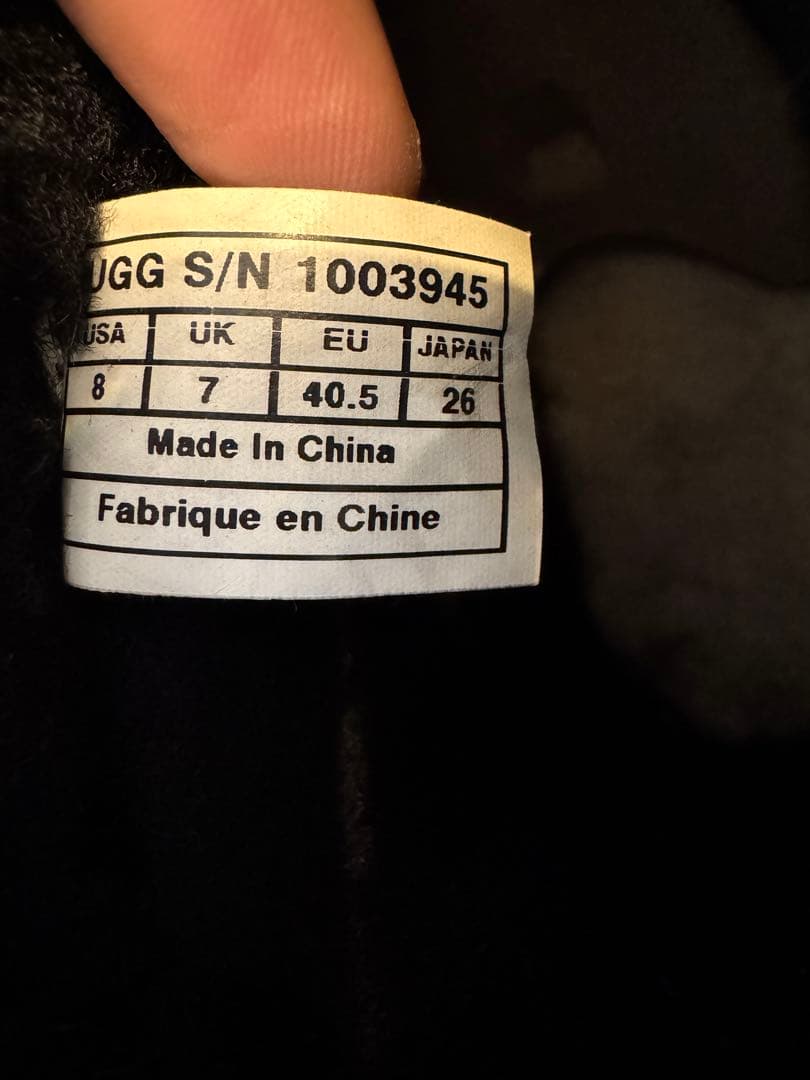 UGG S/N 1003945
USA UK EU JAPAN
8 7 40.5 26
Made In China
Fabrique en Chine